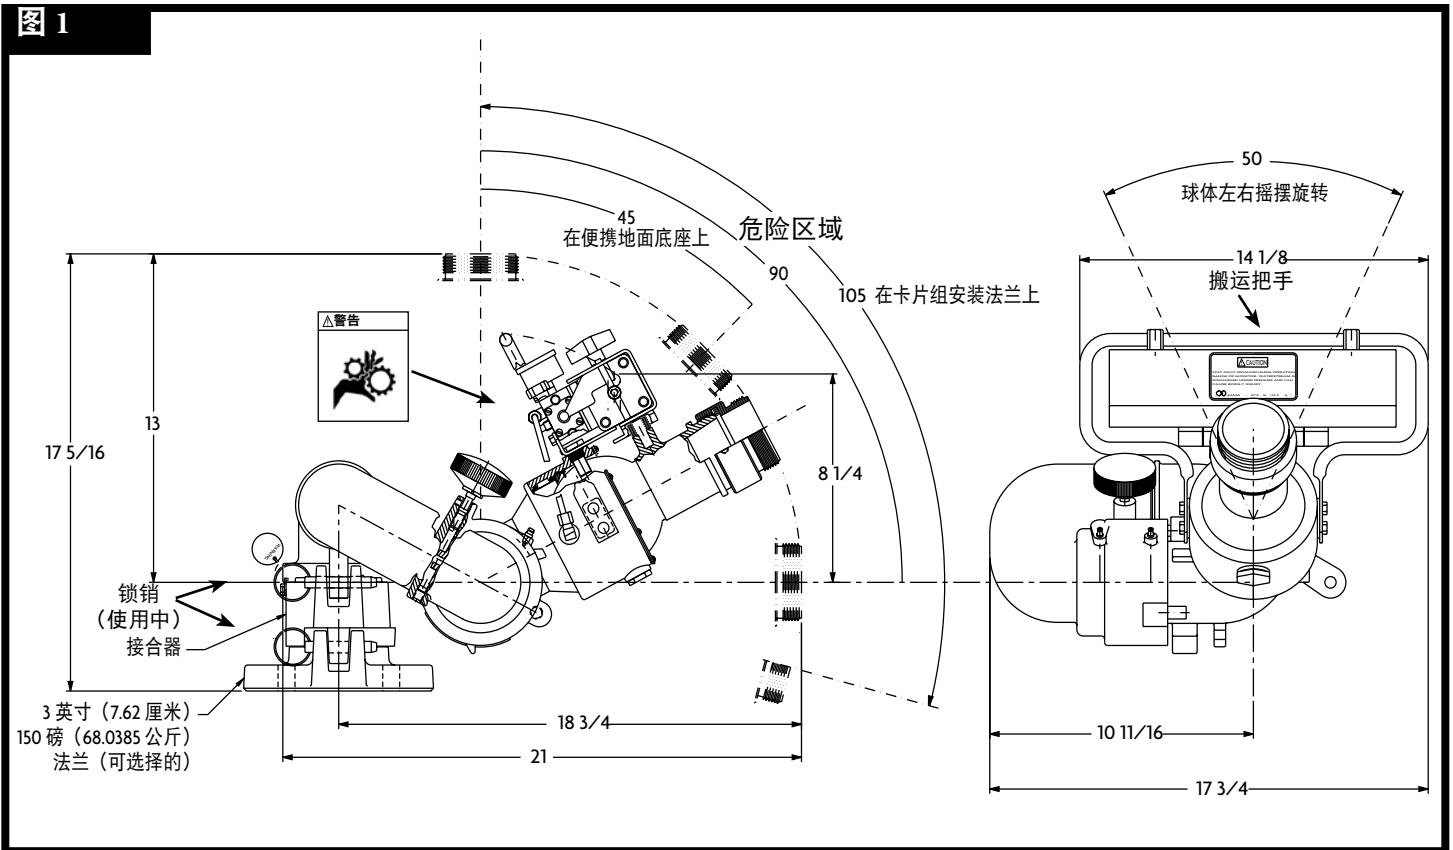 图 1
50
球体左右摇摆旋转
45
在便携地面底座上
危险区域
14 1/8
搬运把手
90
105 在卡片组安装法兰上
⚠警告
⚠CAUTION
13
17 5/16
8 1/4
锁销
(使用中)
接合器
3 英寸(7.62 厘米)
150 磅(68.0385 公斤)
法兰(可选择的)
18 3/4
21
10 11/16
17 3/4